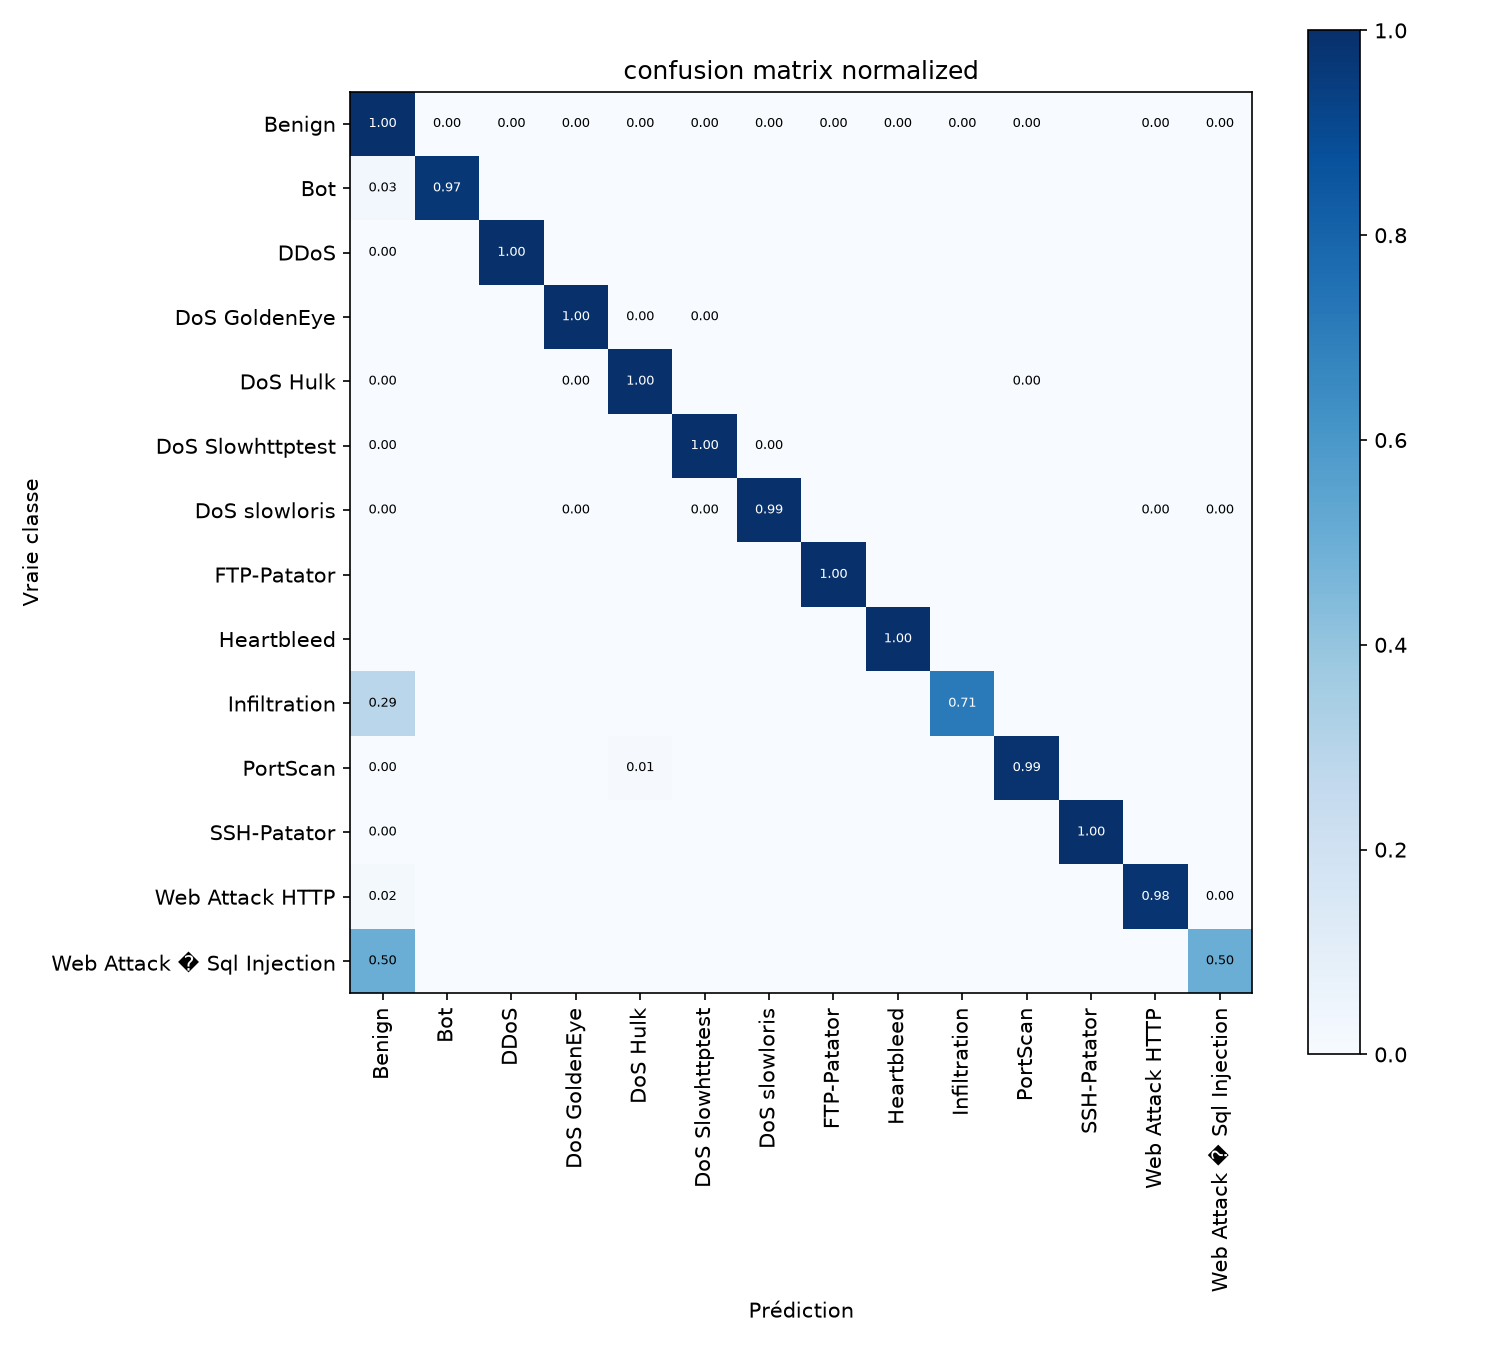 confusion matrix normalized
Benign 1.00 0.00 0.00 0.00 0.00 0.00 0.00 0.00 0.00 0.00 0.00 0.00 0.00
Bot 0.03 0.97
DDoS 0.00 1.00
DoS GoldenEye 1.00 0.00 0.00
DoS Hulk 0.00 0.00 1.00 0.00
DoS Slowhttptest 0.00 1.00 0.00
DoS slowloris 0.00 0.00 0.00 0.99 0.00 0.00
FTP-Patator 1.00
Heartbleed 1.00
Infiltration 0.29 0.71
PortScan 0.00 0.01 0.99
SSH-Patator 0.00 1.00
Web Attack HTTP 0.02 0.98 0.00
Web Attack � Sql Injection 0.50 0.50
Vraie classe
Benign
Bot
DDoS
DoS GoldenEye
DoS Hulk
DoS Slowhttptest
DoS slowloris
FTP-Patator
Heartbleed
Infiltration
PortScan
SSH-Patator
Web Attack HTTP
Web Attack � Sql Injection
Prédiction
1.0
0.8
0.6
0.4
0.2
0.0